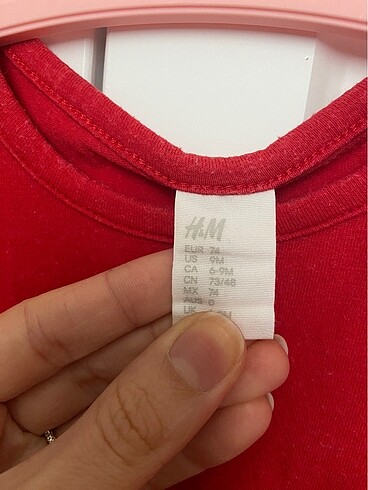 H&M
EUR 74
US 9M
CA 6-9M
CN 73/48
MX 74
AUS 0
UK